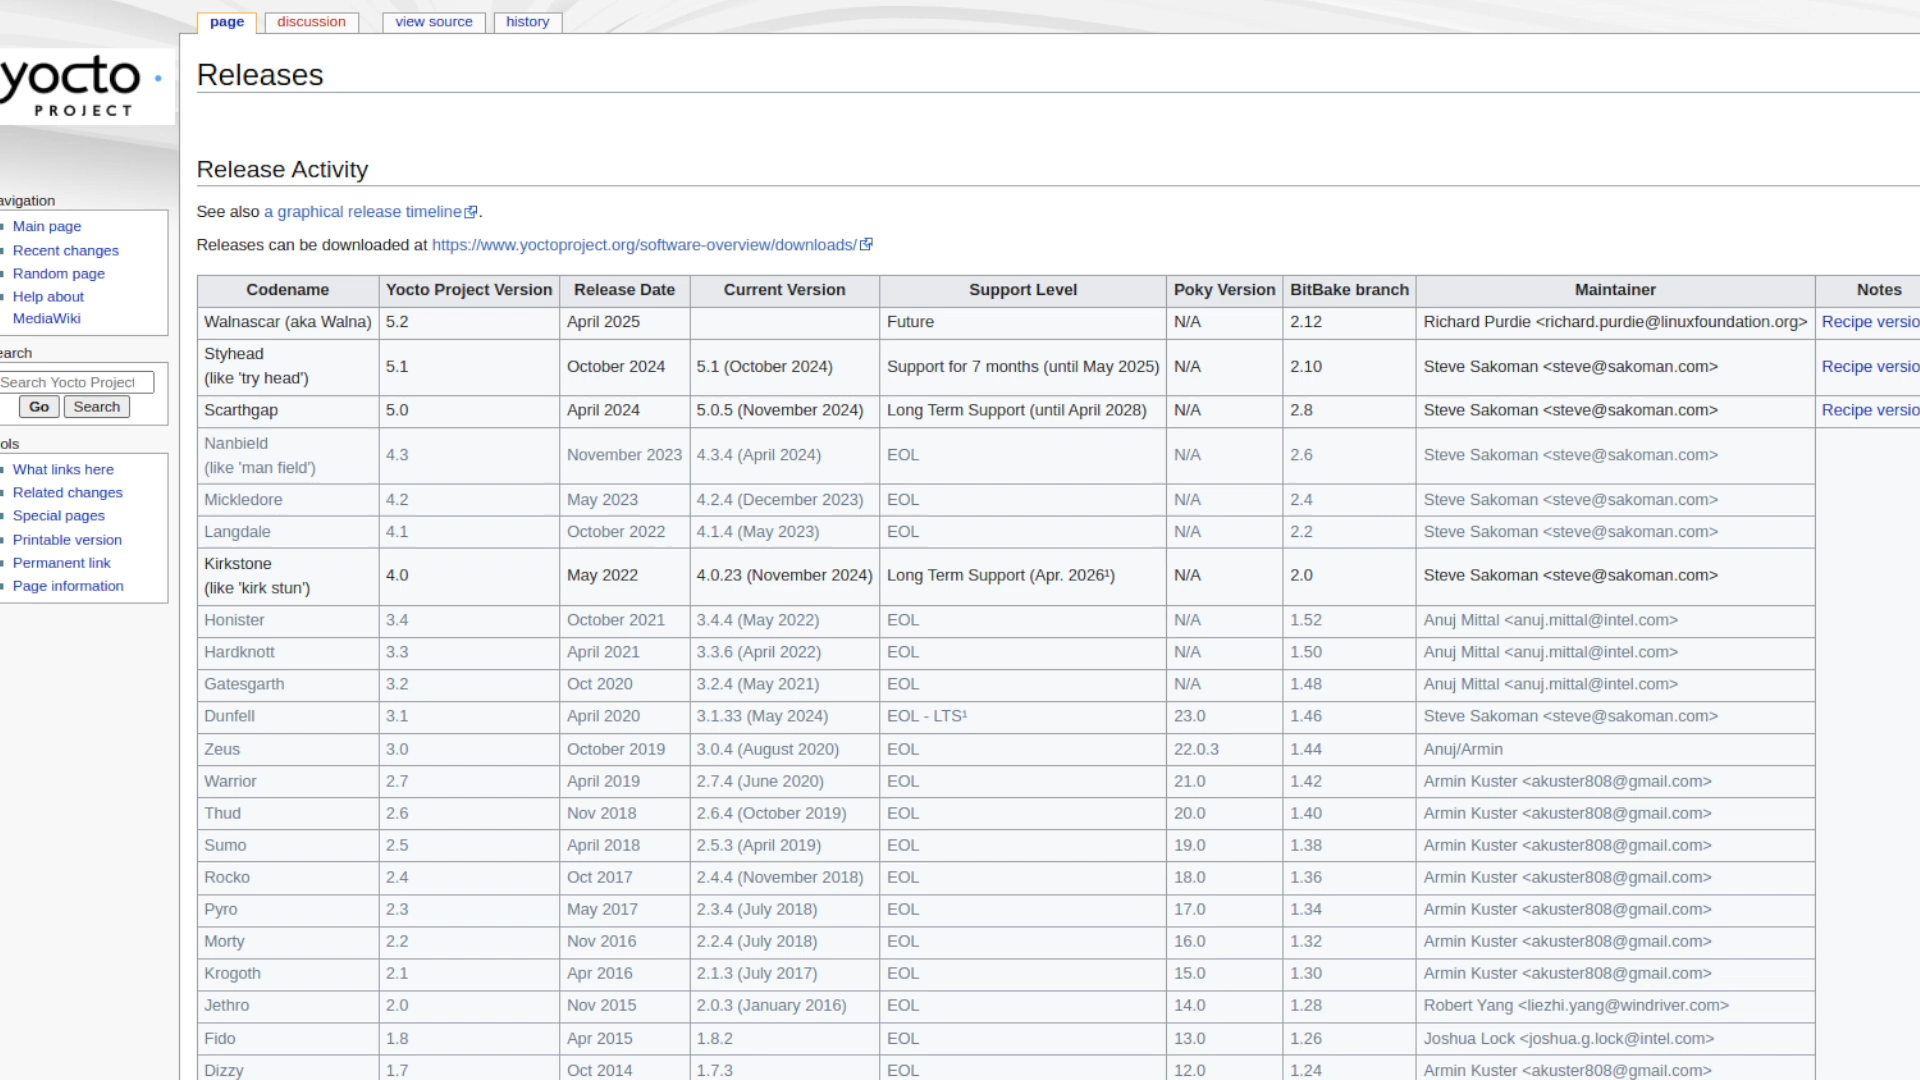 page discussion view source history
yocto
PROJECT
Releases
Release Activity
See also a graphical release timeline.
Releases can be downloaded at https://www.yoctoproject.org/software-overview/downloads/
avigation
Main page
Recent changes
Random page
Help about
MediaWiki
earch
Search Yocto Project
Go Search
ols
What links here
Related changes
Special pages
Printable version
Permanent link
Page information
Codename Yocto Project Version Release Date Current Version Support Level Poky Version BitBake branch Maintainer Notes
Walnascar (aka Walna) 5.2 April 2025 Future N/A 2.12 Richard Purdie <richard.purdie@linuxfoundation.org> Recipe versio
Styhead
(like 'try head') 5.1 October 2024 5.1 (October 2024) Support for 7 months (until May 2025) N/A 2.10 Steve Sakoman <steve@sakoman.com> Recipe versio
Scarthgap 5.0 April 2024 5.0.5 (November 2024) Long Term Support (until April 2028) N/A 2.8 Steve Sakoman <steve@sakoman.com> Recipe versio
Nanbield
(like 'man field') 4.3 November 2023 4.3.4 (April 2024) EOL N/A 2.6 Steve Sakoman <steve@sakoman.com>
Mickledore 4.2 May 2023 4.2.4 (December 2023) EOL N/A 2.4 Steve Sakoman <steve@sakoman.com>
Langdale 4.1 October 2022 4.1.4 (May 2023) EOL N/A 2.2 Steve Sakoman <steve@sakoman.com>
Kirkstone
(like 'kirk stun') 4.0 May 2022 4.0.23 (November 2024) Long Term Support (Apr. 2026¹) N/A 2.0 Steve Sakoman <steve@sakoman.com>
Honister 3.4 October 2021 3.4.4 (May 2022) EOL N/A 1.52 Anuj Mittal <anuj.mittal@intel.com>
Hardknott 3.3 April 2021 3.3.6 (April 2022) EOL N/A 1.50 Anuj Mittal <anuj.mittal@intel.com>
Gatesgarth 3.2 Oct 2020 3.2.4 (May 2021) EOL N/A 1.48 Anuj Mittal <anuj.mittal@intel.com>
Dunfell 3.1 April 2020 3.1.33 (May 2024) EOL - LTS¹ 23.0 1.46 Steve Sakoman <steve@sakoman.com>
Zeus 3.0 October 2019 3.0.4 (August 2020) EOL 22.0.3 1.44 Anuj/Armin
Warrior 2.7 April 2019 2.7.4 (June 2020) EOL 21.0 1.42 Armin Kuster <akuster808@gmail.com>
Thud 2.6 Nov 2018 2.6.4 (October 2019) EOL 20.0 1.40 Armin Kuster <akuster808@gmail.com>
Sumo 2.5 April 2018 2.5.3 (April 2019) EOL 19.0 1.38 Armin Kuster <akuster808@gmail.com>
Rocko 2.4 Oct 2017 2.4.4 (November 2018) EOL 18.0 1.36 Armin Kuster <akuster808@gmail.com>
Pyro 2.3 May 2017 2.3.4 (July 2018) EOL 17.0 1.34 Armin Kuster <akuster808@gmail.com>
Morty 2.2 Nov 2016 2.2.4 (July 2018) EOL 16.0 1.32 Armin Kuster <akuster808@gmail.com>
Krogoth 2.1 Apr 2016 2.1.3 (July 2017) EOL 15.0 1.30 Armin Kuster <akuster808@gmail.com>
Jethro 2.0 Nov 2015 2.0.3 (January 2016) EOL 14.0 1.28 Robert Yang <liezhi.yang@windriver.com>
Fido 1.8 Apr 2015 1.8.2 EOL 13.0 1.26 Joshua Lock <joshua.g.lock@intel.com>
Dizzy 1.7 Oct 2014 1.7.3 EOL 12.0 1.24 Armin Kuster <akuster808@gmail.com>